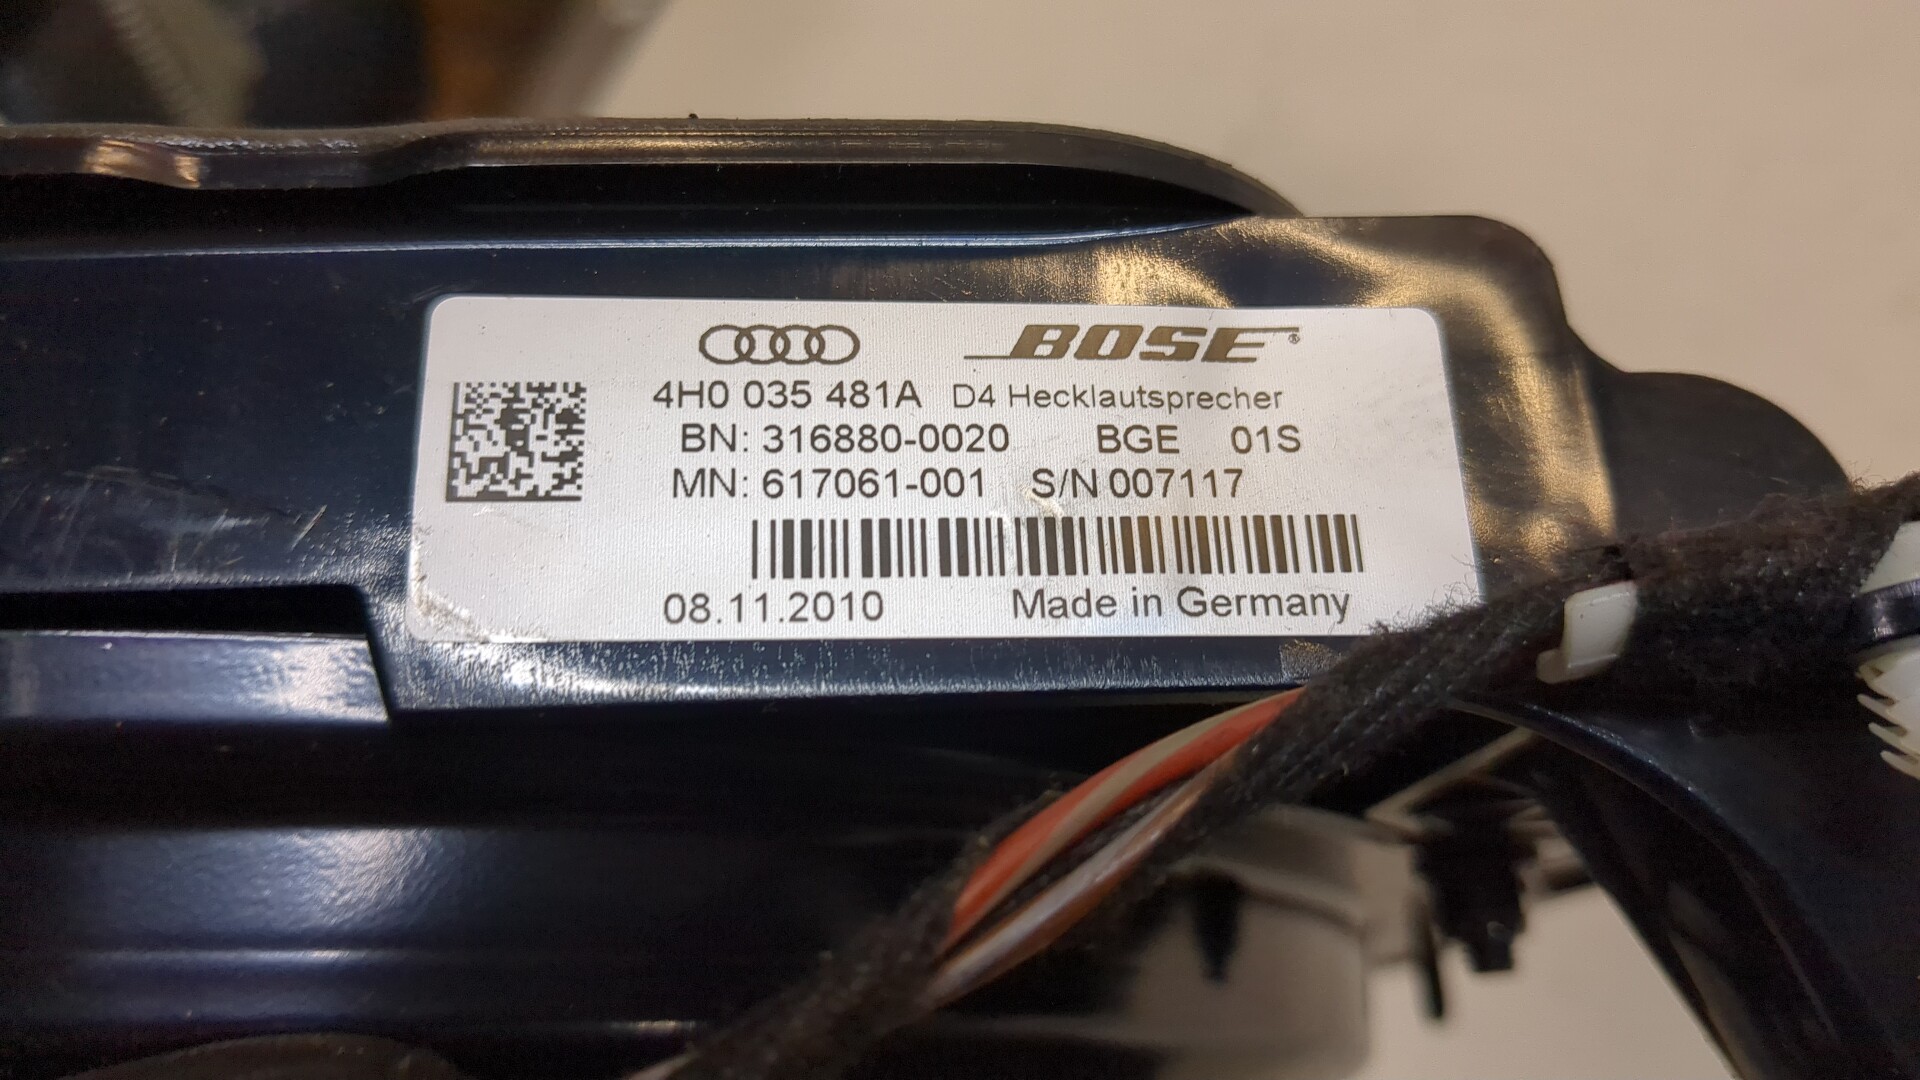 BOSE®
4H0 035 481A D4 Hecklautsprecher
BN: 316880-0020 BGE 01S
MN: 617061-001 S/N 007117
08.11.2010 Made in Germany